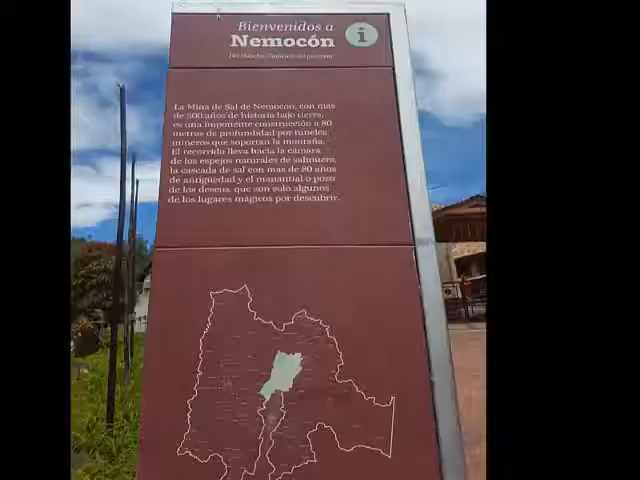 Bienvenidos a
Nemocón
i
La Mina de Sal de Nemocón, con mas
de 500 años de historia bajo tierra,
es una imponente construcción a 80
metros de profundidad por túneles
mineros que soportan la montaña.
El recorrido lleva hacia la cámara
de los espejos naturales de salmuera,
la cascada de sal con mas de 80 años
de antigüedad y el manantial o pozo
de los deseos, que son solo algunos
de los lugares mágicos por descubrir.